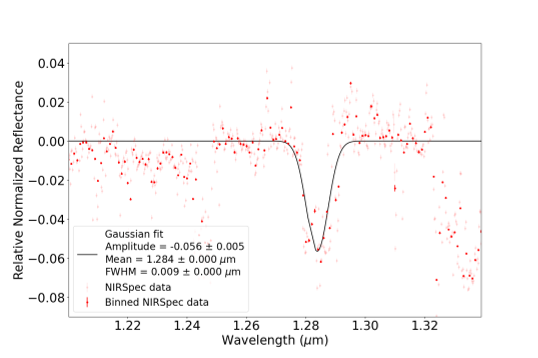 0.04
0.02
0.00
−0.02
−0.04
−0.06
−0.08
Relative Normalized Reflectance
Gaussian fit
Amplitude = -0.056 ± 0.005
Mean = 1.284 ± 0.000 μm
FWHM = 0.009 ± 0.000 μm
NIRSpec data
Binned NIRSpec data
1.22 1.24 1.26 1.28 1.30 1.32
Wavelength (μm)